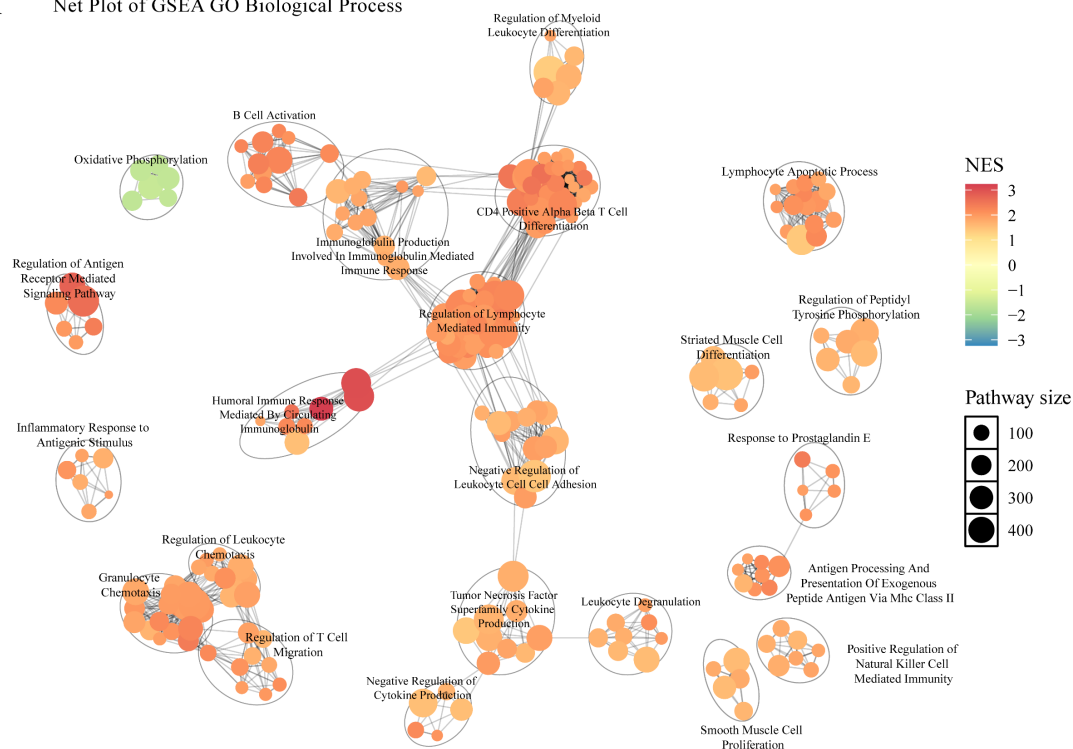 Net Plot of GSEA GO Biological Process
Regulation of Myeloid
Leukocyte Differentiation
B Cell Activation
Oxidative Phosphorylation
Lymphocyte Apoptotic Process
CD4 Positive Alpha Beta T Cell
Differentiation
Immunoglobulin Production
Involved In Immunoglobulin Mediated
Immune Response
Regulation of Antigen
Receptor Mediated
Signaling Pathway
Regulation of Lymphocyte
Mediated Immunity
Regulation of Peptidyl
Tyrosine Phosphorylation
Striated Muscle Cell
Differentiation
Humoral Immune Response
Mediated By Circulating
Immunoglobulin
Inflammatory Response to
Antigenic Stimulus
Negative Regulation of
Leukocyte Cell Cell Adhesion
Response to Prostaglandin E
Regulation of Leukocyte
Chemotaxis
Granulocyte
Chemotaxis
Regulation of T Cell
Migration
Tumor Necrosis Factor
Superfamily Cytokine
Production
Leukocyte Degranulation
Antigen Processing And
Presentation Of Exogenous
Peptide Antigen Via Mhc Class II
Negative Regulation of
Cytokine Production
Positive Regulation of
Natural Killer Cell
Mediated Immunity
Smooth Muscle Cell
Proliferation
NES
3
2
1
0
−1
−2
−3
Pathway size
100
200
300
400